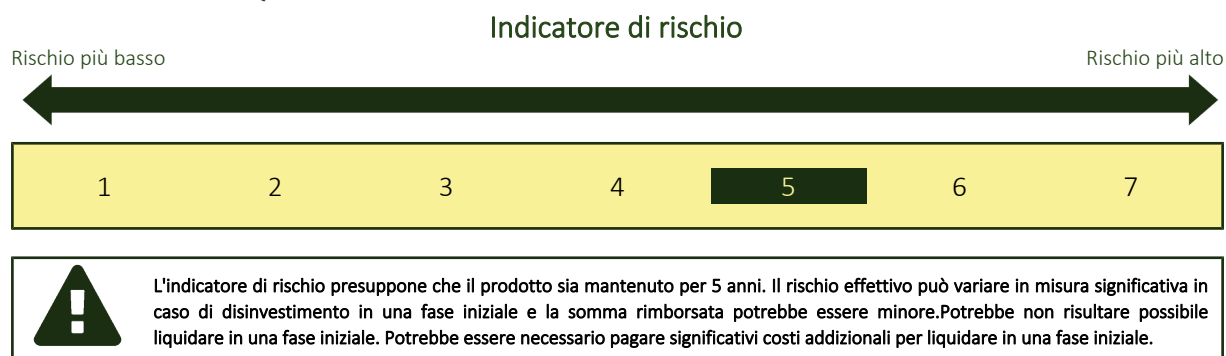 Indicatore di rischio
Rischio più basso
Rischio più alto
1 2 3 4 5 6 7
L'indicatore di rischio presuppone che il prodotto sia mantenuto per 5 anni. Il rischio effettivo può variare in misura significativa in
caso di disinvestimento in una fase iniziale e la somma rimborsata potrebbe essere minore.Potrebbe non risultare possibile
liquidare in una fase iniziale. Potrebbe essere necessario pagare significativi costi addizionali per liquidare in una fase iniziale.